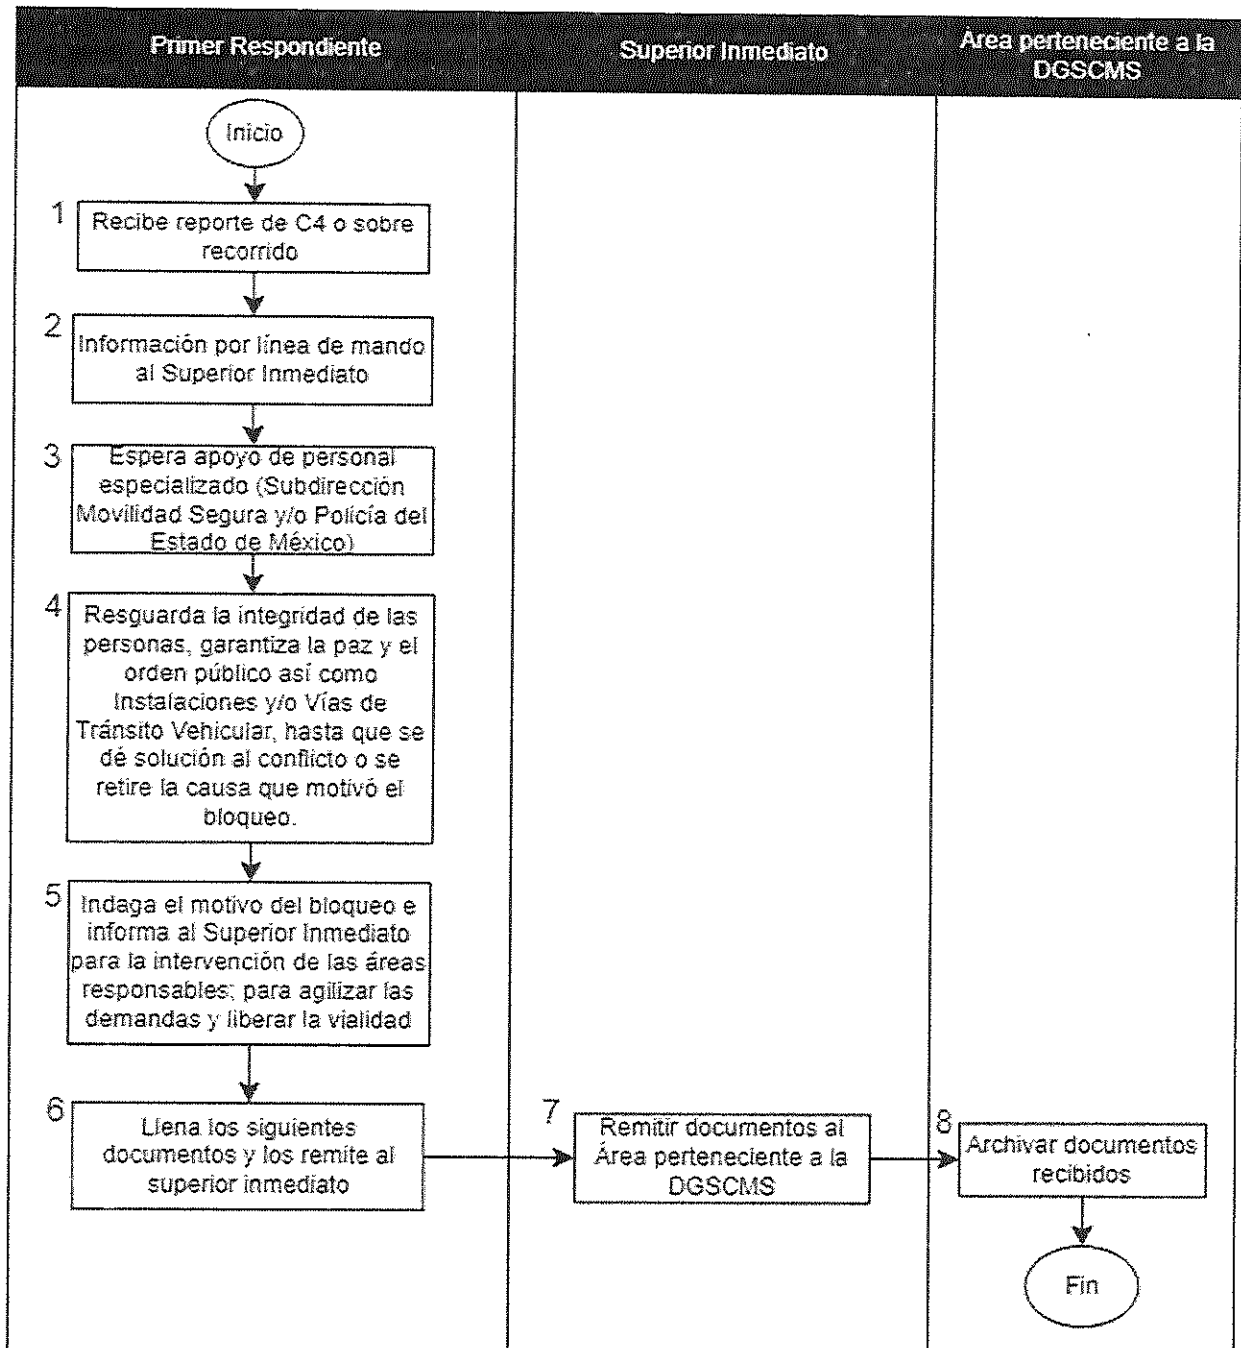 Primer Respondiente
Superior Inmediato
Área perteneciente a la
DGSCMS
Inicio
1
Recibe reporte de C4 o sobre
recorrido
2
Información por línea de mando
al Superior Inmediato
3
Espera apoyo de personal
especializado (Subdirección
Movilidad Segura y/o Policía del
Estado de México)
4
Resguarda la integridad de las
personas, garantiza la paz y el
orden público así como
Instalaciones y/o Vías de
Tránsito Vehicular, hasta que se
dé solución al conflicto o se
retire la causa que motivó el
bloqueo.
5
Indaga el motivo del bloqueo e
informa al Superior Inmediato
para la intervención de las áreas
responsables; para agilizar las
demandas y liberar la vialidad
6
Llena los siguientes
documentos y los remite al
superior inmediato
7
Remitir documentos al
Área perteneciente a la
DGSCMS
8
Archivar documentos
recibidos
Fin